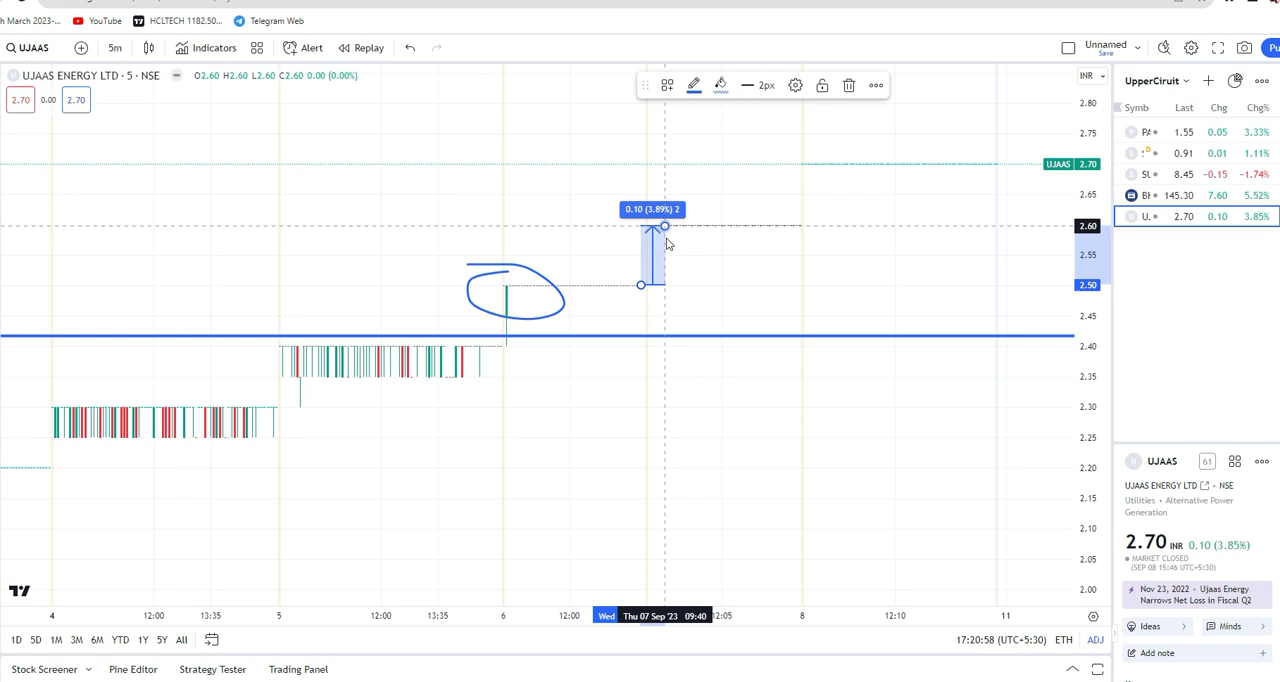 h March 2023-... YouTube HCLTECH 1182.50... Telegram Web
UJAAS 5m Indicators Alert Replay Unnamed Save
UJAAS ENERGY LTD · 5 · NSE O2.60 H2.60 L2.60 C2.60 0.00 (0.00%)
2.70 0.00 2.70
2px
INR
UpperCiruit
Symb Last Chg Chg%
1.55 0.05 3.33%
0.91 0.01 1.11%
8.45 −0.15 −1.74%
145.30 7.60 5.52%
U. 2.70 0.10 3.85%
2.80
2.75
UJAAS 2.70
2.65
0.10 (3.89%) 2
2.60
2.55
2.50
2.45
2.40
2.35
2.30
2.25
2.20
2.15
2.10
2.05
2.00
4 12:00 13:35 5 12:00 13:35 6 12:00 Wed Thu 07 Sep '23 09:40 12:05 8 12:10 11
UJAAS 61
UJAAS ENERGY LTD • NSE
Utilities • Alternative Power
Generation
2.70 INR 0.10 (3.85%)
MARKET CLOSED
(SEP 08 15:46 UTC+5:30)
Nov 23, 2022 · Ujaas Energy
Narrows Net Loss in Fiscal Q2
Ideas Minds
Add note
1D 5D 1M 3M 6M YTD 1Y 5Y All 17:20:58 (UTC+5:30) ETH ADJ
Stock Screener Pine Editor Strategy Tester Trading Panel